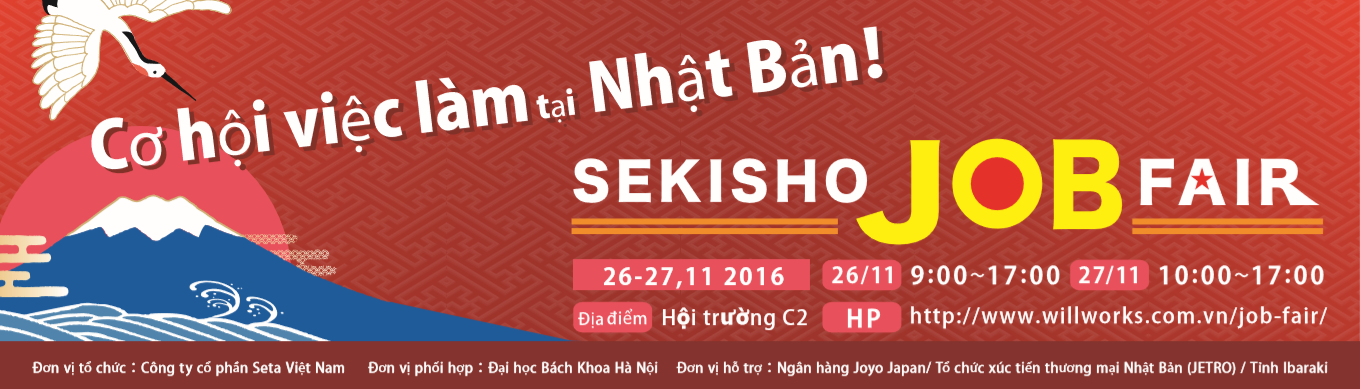 Cơ hội việc làm tại Nhật Bản!
SEKISHO JOB FAIR
26-27,11 2016 26/11 9:00~17:00 27/11 10:00~17:00
Địa điểm Hội trường C2 HP http://www.willworks.com.vn/job-fair/
Đơn vị tổ chức : Công ty cổ phần Seta Việt Nam Đơn vị phối hợp : Đại học Bách Khoa Hà Nội Đơn vị hỗ trợ : Ngân hàng Joyo Japan/ Tổ chức xúc tiến thương mại Nhật Bản (JETRO) / Tỉnh Ibaraki